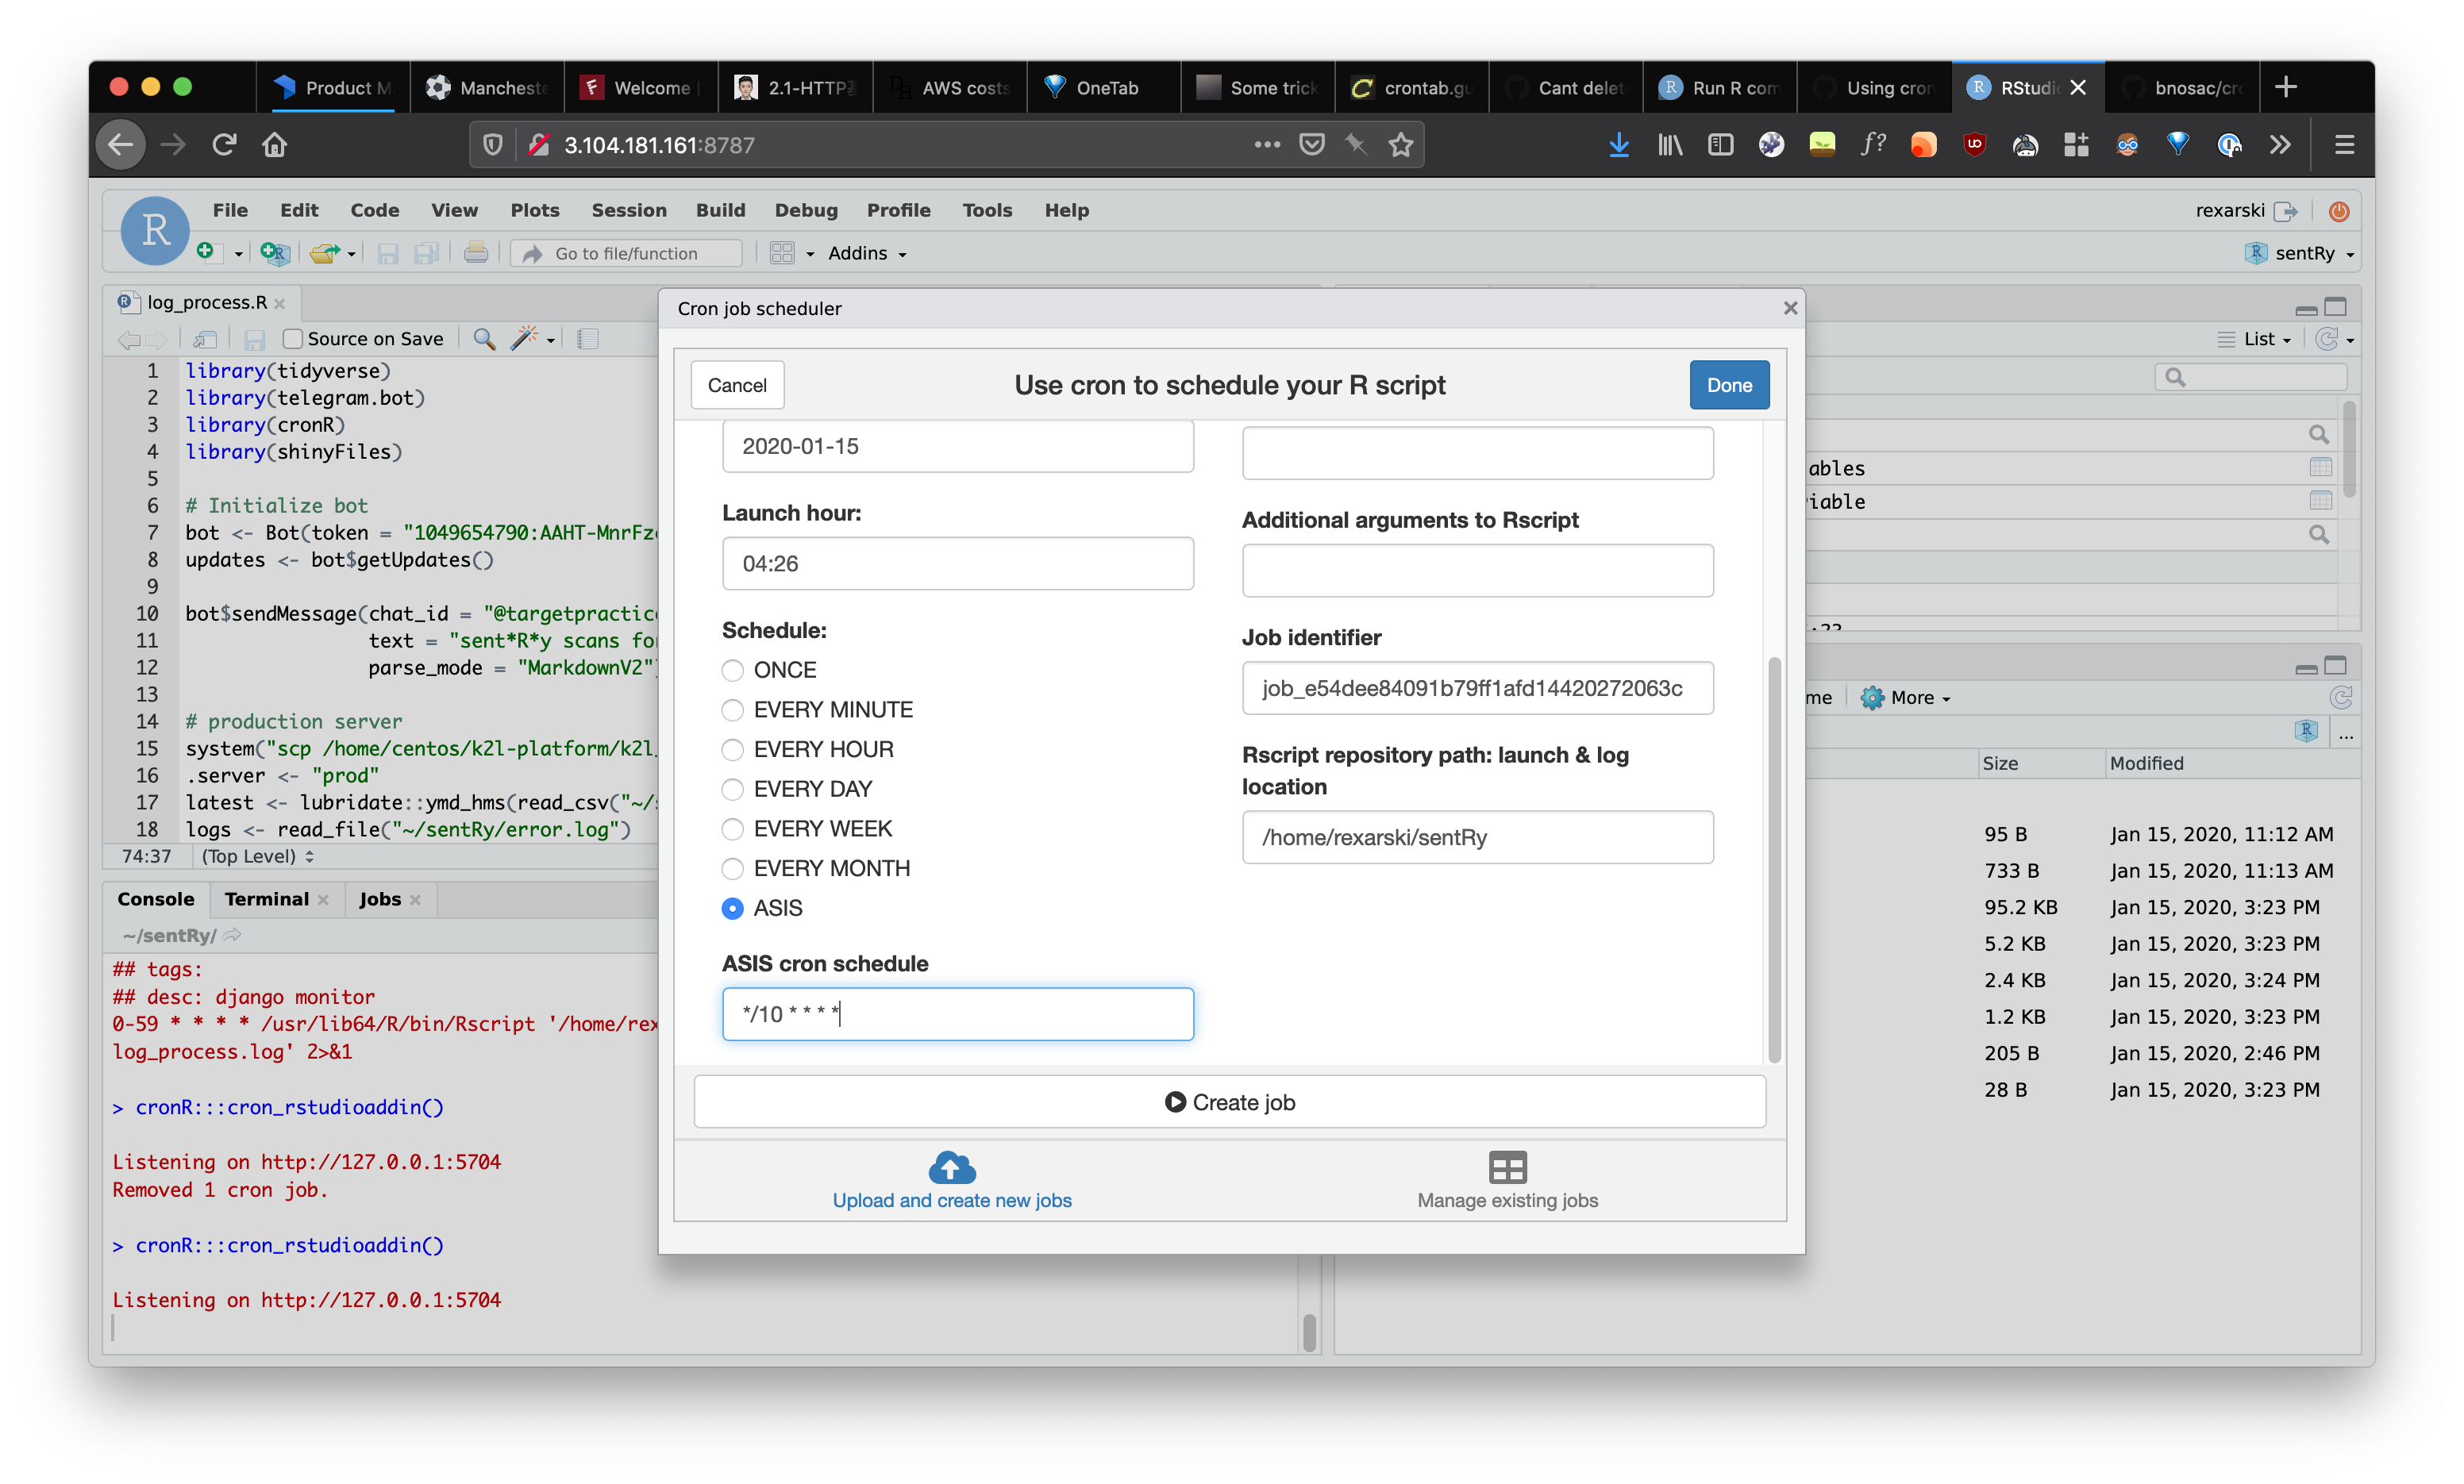 Product M
Mancheste
Welcome
2.1-HTTP
AWS costs
OneTab
Some trick
crontab.gu
Cant delet
Run R com
Using cron
RStudi
bnosac/cr
3.104.181.161:8787
File Edit Code View Plots Session Build Debug Profile Tools Help
rexarski
Go to file/function
Addins
sentRy
log_process.R
Source on Save
1 library(tidyverse)
2 library(telegram.bot)
3 library(cronR)
4 library(shinyFiles)
5
6 # Initialize bot
7 bot <- Bot(token = "1049654790:AAHT-MnrFz
8 updates <- bot$getUpdates()
9
10 bot$sendMessage(chat_id = "@targetpractic
11 text = "sent*R*y scans fo
12 parse_mode = "MarkdownV2"
13
14 # production server
15 system("scp /home/centos/k2l-platform/k2l
16 .server <- "prod"
17 latest <- lubridate::ymd_hms(read_csv("~/
18 logs <- read_file("~/sentRy/error.log")
74:37 (Top Level)
Console Terminal Jobs
~/sentRy/
## tags:
## desc: django monitor
0-59 * * * * /usr/lib64/R/bin/Rscript '/home/rex
log_process.log' 2>&1
> cronR:::cron_rstudioaddin()
Listening on http://127.0.0.1:5704
Removed 1 cron job.
> cronR:::cron_rstudioaddin()
Listening on http://127.0.0.1:5704
Cron job scheduler
Cancel
Use cron to schedule your R script
Done
2020-01-15
Launch hour:
04:26
Schedule:
ONCE
EVERY MINUTE
EVERY HOUR
EVERY DAY
EVERY WEEK
EVERY MONTH
ASIS
ASIS cron schedule
*/10 * * * *
Additional arguments to Rscript
Job identifier
job_e54dee84091b79ff1afd14420272063c
Rscript repository path: launch & log
location
/home/rexarski/sentRy
Create job
Upload and create new jobs
Manage existing jobs
List
ables
iable
me
More
...
Size Modified
95 B Jan 15, 2020, 11:12 AM
733 B Jan 15, 2020, 11:13 AM
95.2 KB Jan 15, 2020, 3:23 PM
5.2 KB Jan 15, 2020, 3:23 PM
2.4 KB Jan 15, 2020, 3:24 PM
1.2 KB Jan 15, 2020, 3:23 PM
205 B Jan 15, 2020, 2:46 PM
28 B Jan 15, 2020, 3:23 PM